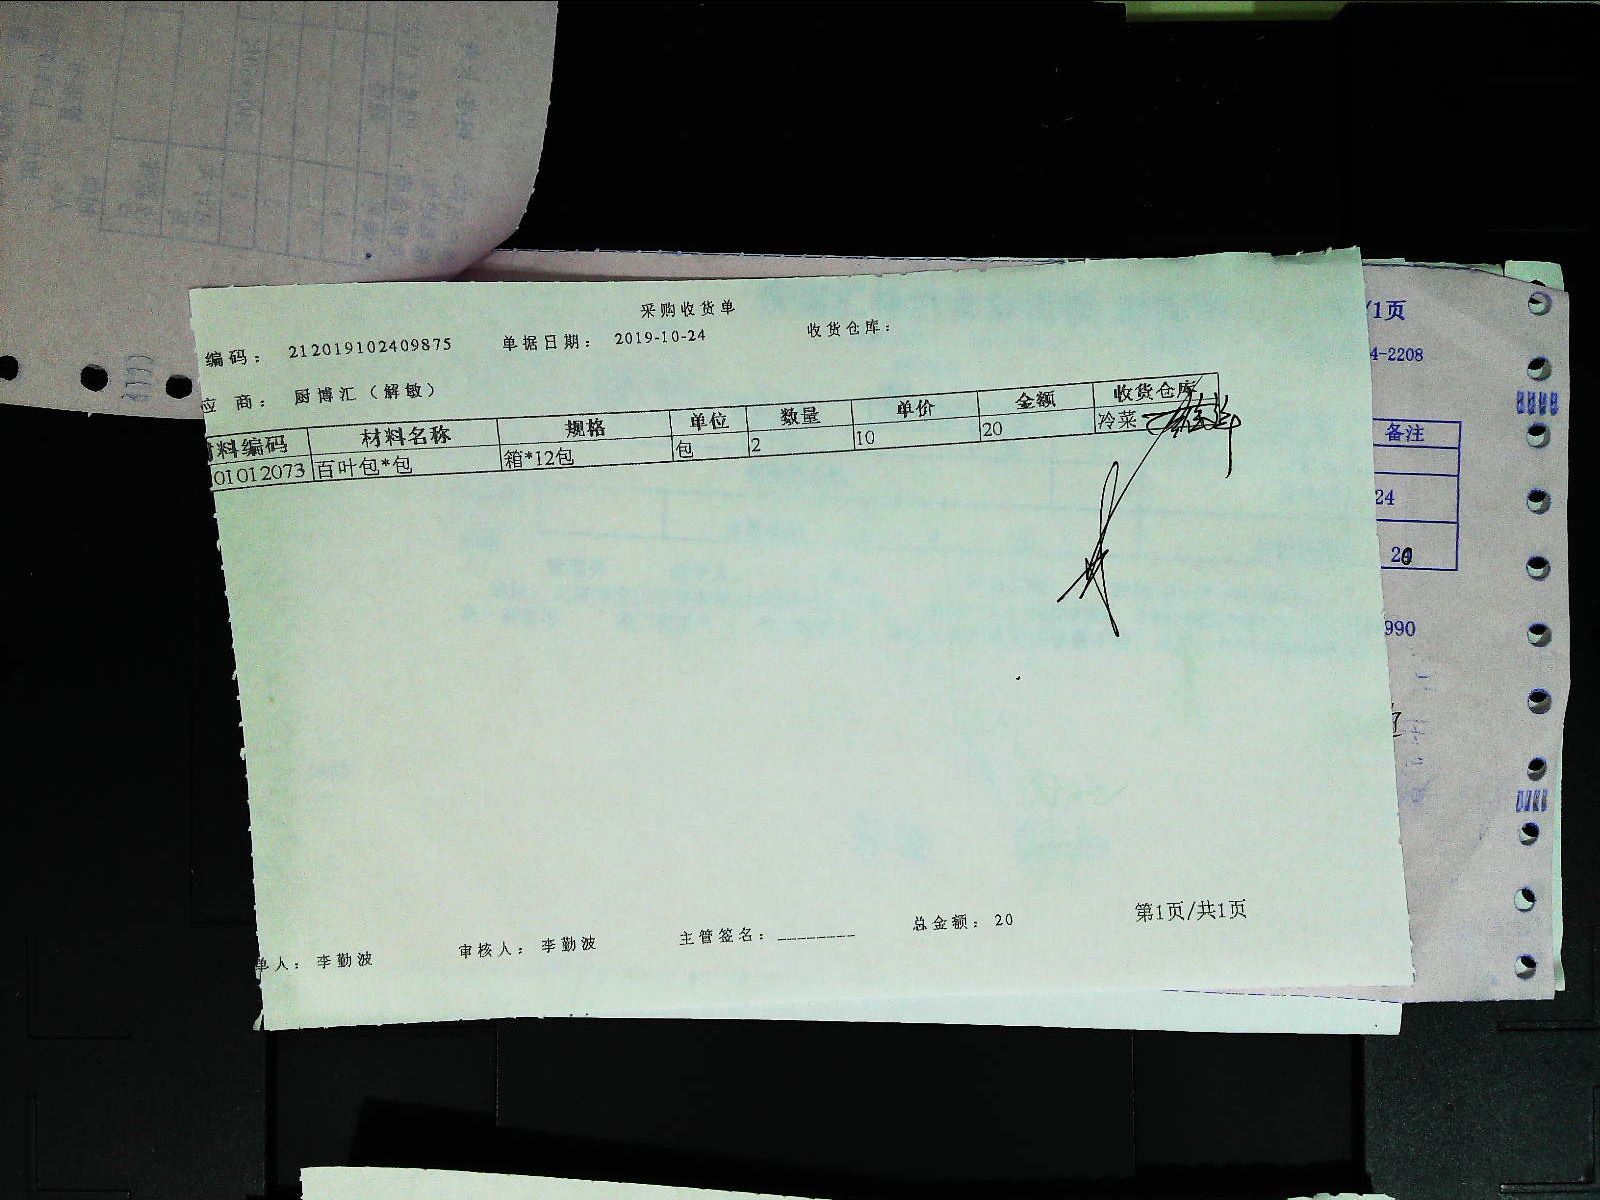 采购收货单
编码： 212019102409875 单据日期： 2019-10-24 收货仓库：
应 商： 厨博汇（解敏）
材料编码 材料名称 规格 单位 数量 单价 金额 收货仓库
01012073 百叶包*包 箱*12包 包 2 10 20 冷菜
单人： 李勤波 审核人： 李勤波 主管签名： ________ 总金额： 20 第1页/共1页
/1页
4-2208
备注
24
990